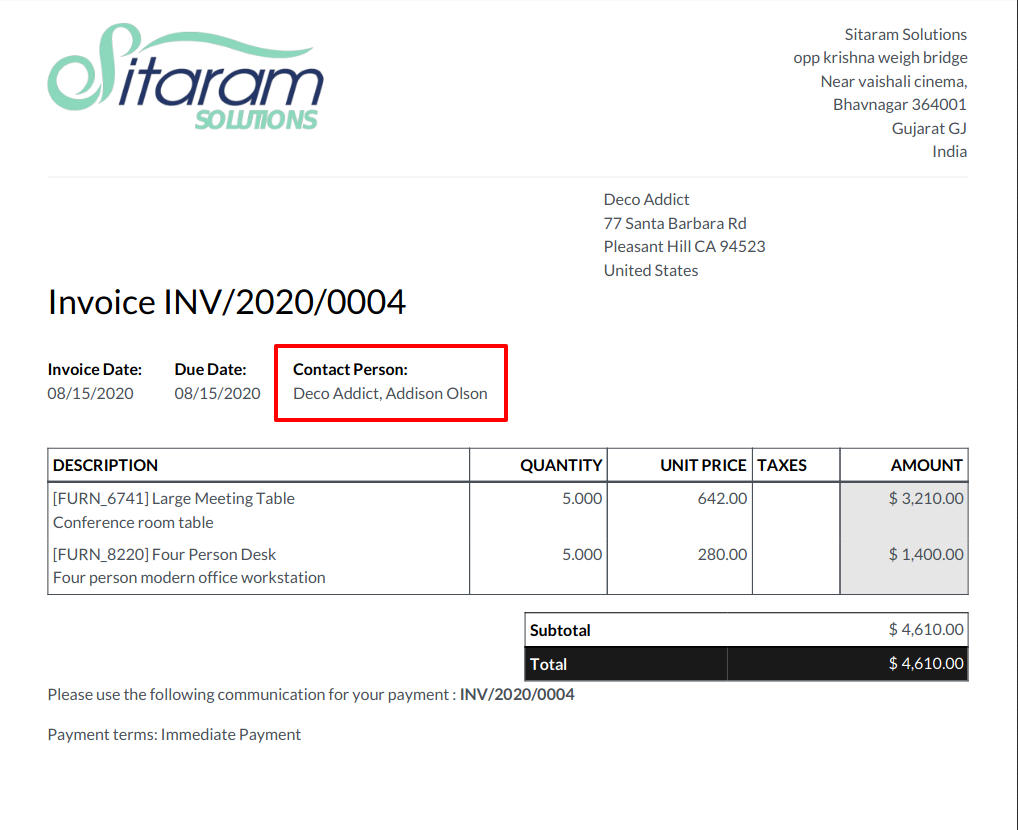 Sitaram
SOLUTIONS
Sitaram Solutions
opp krishna weigh bridge
Near vaishali cinema,
Bhavnagar 364001
Gujarat GJ
India
Deco Addict
77 Santa Barbara Rd
Pleasant Hill CA 94523
United States
Invoice INV/2020/0004
Invoice Date: Due Date: Contact Person:
08/15/2020 08/15/2020 Deco Addict, Addison Olson
DESCRIPTION QUANTITY UNIT PRICE TAXES AMOUNT
[FURN_6741] Large Meeting Table 5.000 642.00 $ 3,210.00
Conference room table
[FURN_8220] Four Person Desk 5.000 280.00 $ 1,400.00
Four person modern office workstation
Subtotal $ 4,610.00
Total $ 4,610.00
Please use the following communication for your payment : INV/2020/0004
Payment terms: Immediate Payment